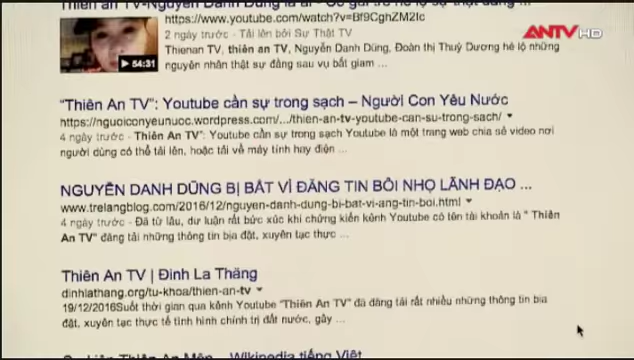 Thiên An TV-Nguyễn Danh Dũng là ai - Cô gái trẻ hé lộ sự thật đằng ...
https://www.youtube.com/watch?v=Bf9CghZM2Ic
ANTV HD
2 ngày trước - Tải lên bởi Sự Thật TV
Thienan TV, thiên an TV, Nguyễn Danh Dũng, Đoàn thị Thuỳ Dương hé lộ những
54:31
nguyên nhân thật sự đằng sau vụ bắt giam ...
"Thiên An TV": Youtube cần sự trong sạch – Người Con Yêu Nước
https://nguoiconyeunuoc.wordpress.com/.../thien-an-tv-youtube-can-su-trong-sach/
4 ngày trước - Thiên An TV": Youtube cần sự trong sạch Youtube là một trang web chia sẻ video nơi
người dùng có thể tải lên, hoặc tải về máy tính hay điện ...
NGUYỄN DANH DŨNG BỊ BẮT VÌ ĐĂNG TIN BÔI NHỌ LÃNH ĐẠO ...
www.trelangblog.com/2016/12/nguyen-danh-dung-bi-bat-vi-ang-tin-boi.html
4 ngày trước - Đã từ lâu, dư luận rất bức xúc khi chứng kiến kênh Youtube có tên tài khoản là " Thiên
An TV" đăng tải những thông tin bịa đặt, xuyên tạc thực ...
Thiên An TV | Đinh La Thăng
dinhlathang.org/tu-khoa/thien-an-tv
19/12/2016Suốt thời gian qua kênh Youtube "Thiên An TV" đã đăng tải rất nhiều những thông tin bịa
đặt, xuyên tạc thực tế tình hình chính trị đất nước, gây ...
Thiên An Môn – Wikipedia tiếng Việt